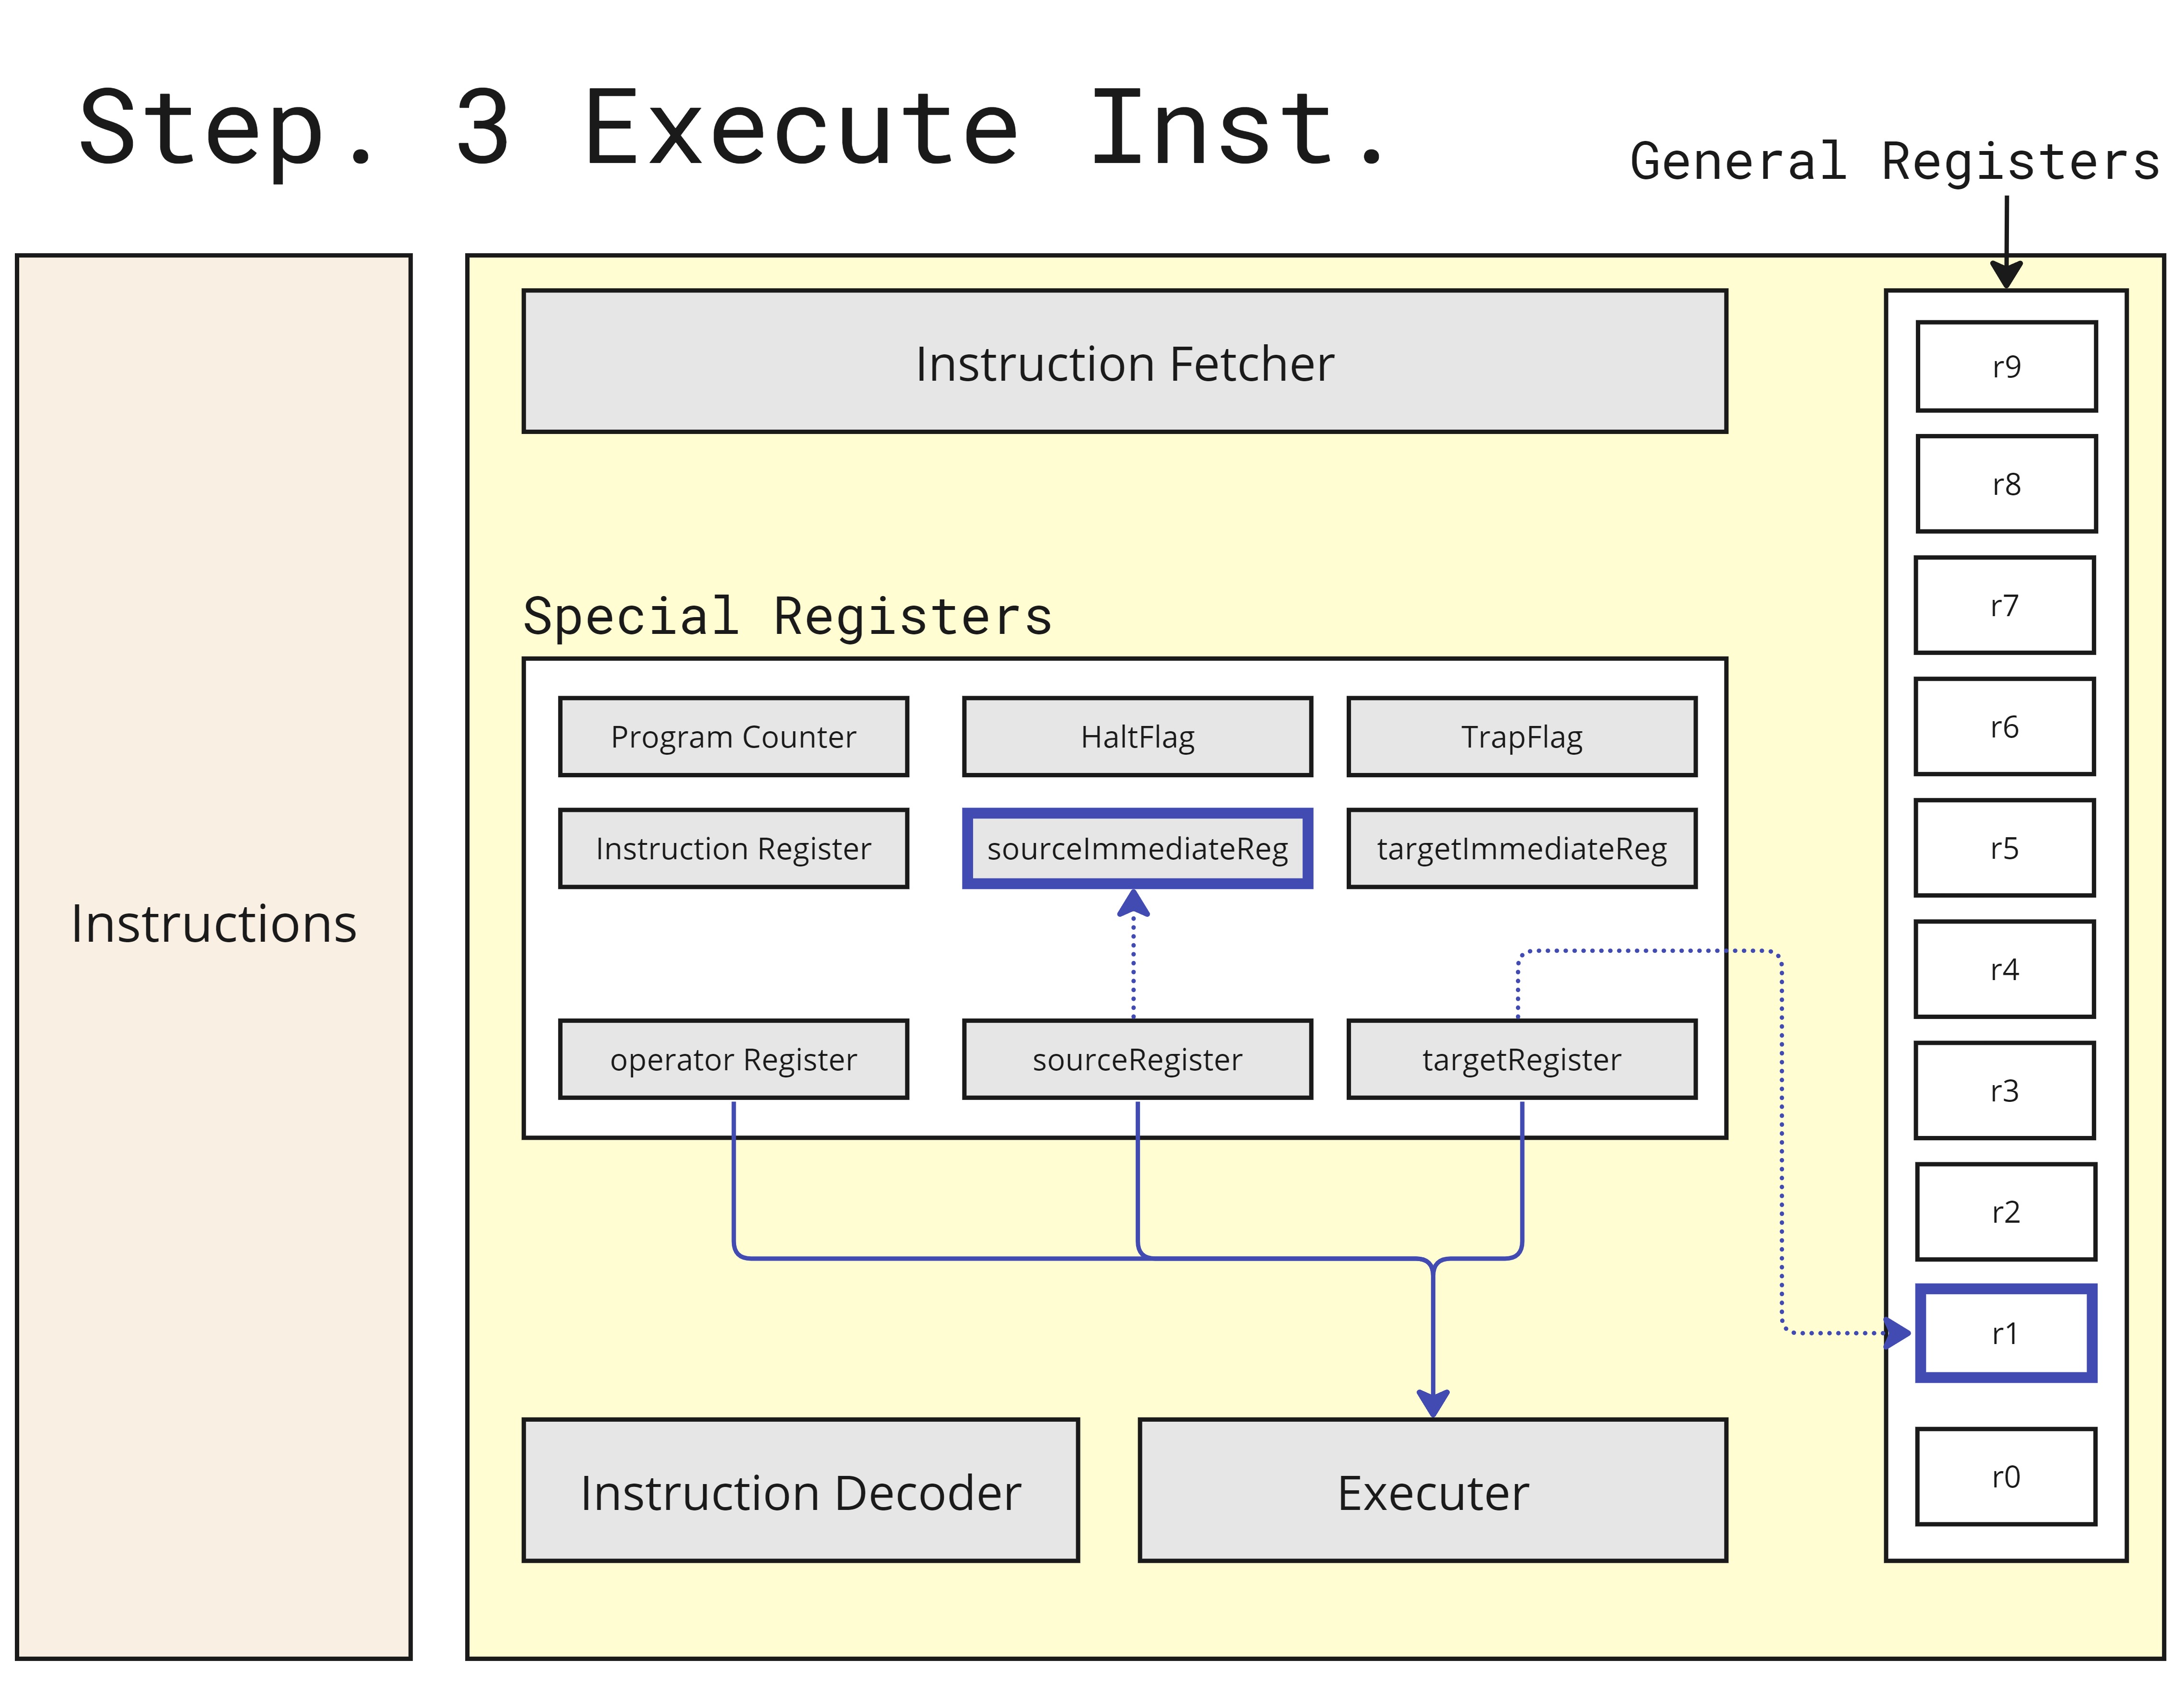 Step. 3 Execute Inst.
General Registers
Instructions
Instruction Fetcher
Special Registers
Program Counter
HaltFlag
TrapFlag
Instruction Register
sourceImmediateReg
targetImmediateReg
operator Register
sourceRegister
targetRegister
Instruction Decoder
Executer
r9
r8
r7
r6
r5
r4
r3
r2
r1
r0